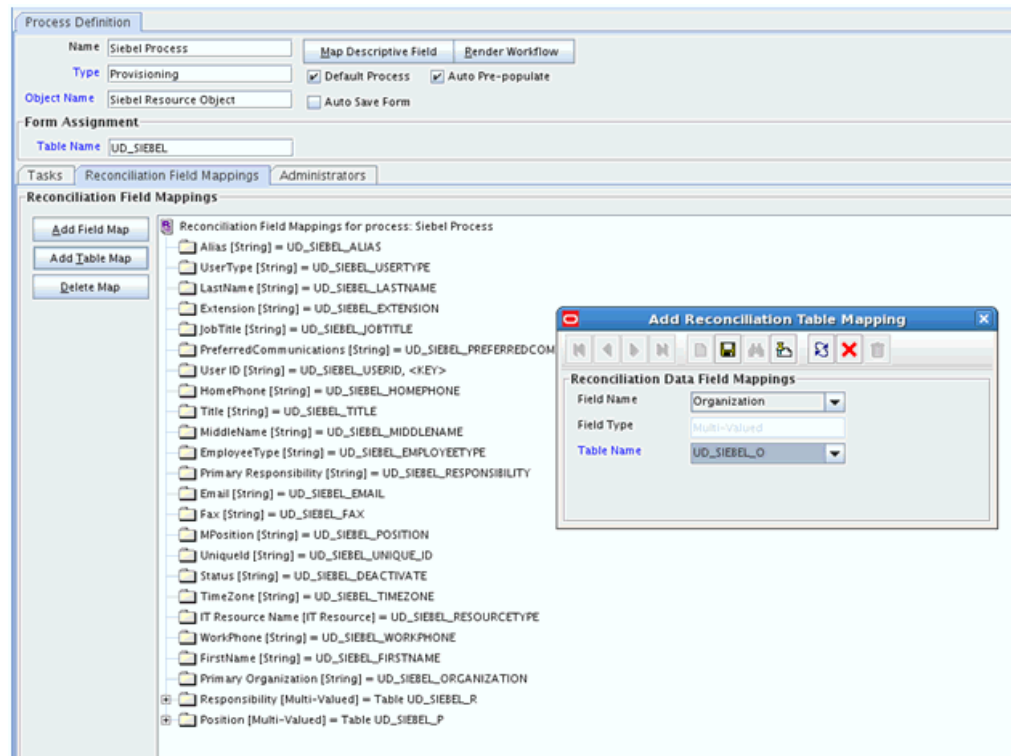 Process Definition
Name Siebel Process Map Descriptive Field Render Workflow
Type Provisioning Default Process Auto Pre-populate
Object Name Siebel Resource Object Auto Save Form
Form Assignment
Table Name UD_SIEBEL
Tasks Reconciliation Field Mappings Administrators
Reconciliation Field Mappings
Add Field Map
Add Table Map
Delete Map
Reconciliation Field Mappings for process: Siebel Process
Alias [String] = UD_SIEBEL_ALIAS
UserType [String] = UD_SIEBEL_USERTYPE
LastName [String] = UD_SIEBEL_LASTNAME
Extension [String] = UD_SIEBEL_EXTENSION
JobTitle [String] = UD_SIEBEL_JOBTITLE
PreferredCommunications [String] = UD_SIEBEL_PREFERREDCOM
User ID [String] = UD_SIEBEL_USERID, <KEY>
HomePhone [String] = UD_SIEBEL_HOMEPHONE
Title [String] = UD_SIEBEL_TITLE
MiddleName [String] = UD_SIEBEL_MIDDLENAME
EmployeeType [String] = UD_SIEBEL_EMPLOYEETYPE
Primary Responsibility [String] = UD_SIEBEL_RESPONSIBILITY
Email [String] = UD_SIEBEL_EMAIL
Fax [String] = UD_SIEBEL_FAX
MPosition [String] = UD_SIEBEL_POSITION
UniqueId [String] = UD_SIEBEL_UNIQUE_ID
Status [String] = UD_SIEBEL_DEACTIVATE
TimeZone [String] = UD_SIEBEL_TIMEZONE
IT Resource Name [IT Resource] = UD_SIEBEL_RESOURCETYPE
WorkPhone [String] = UD_SIEBEL_WORKPHONE
FirstName [String] = UD_SIEBEL_FIRSTNAME
Primary Organization [String] = UD_SIEBEL_ORGANIZATION
Responsibility [Multi-Valued] = Table UD_SIEBEL_R
Position [Multi-Valued] = Table UD_SIEBEL_P
Add Reconciliation Table Mapping
Reconciliation Data Field Mappings
Field Name Organization
Field Type Multi-Valued
Table Name UD_SIEBEL_O